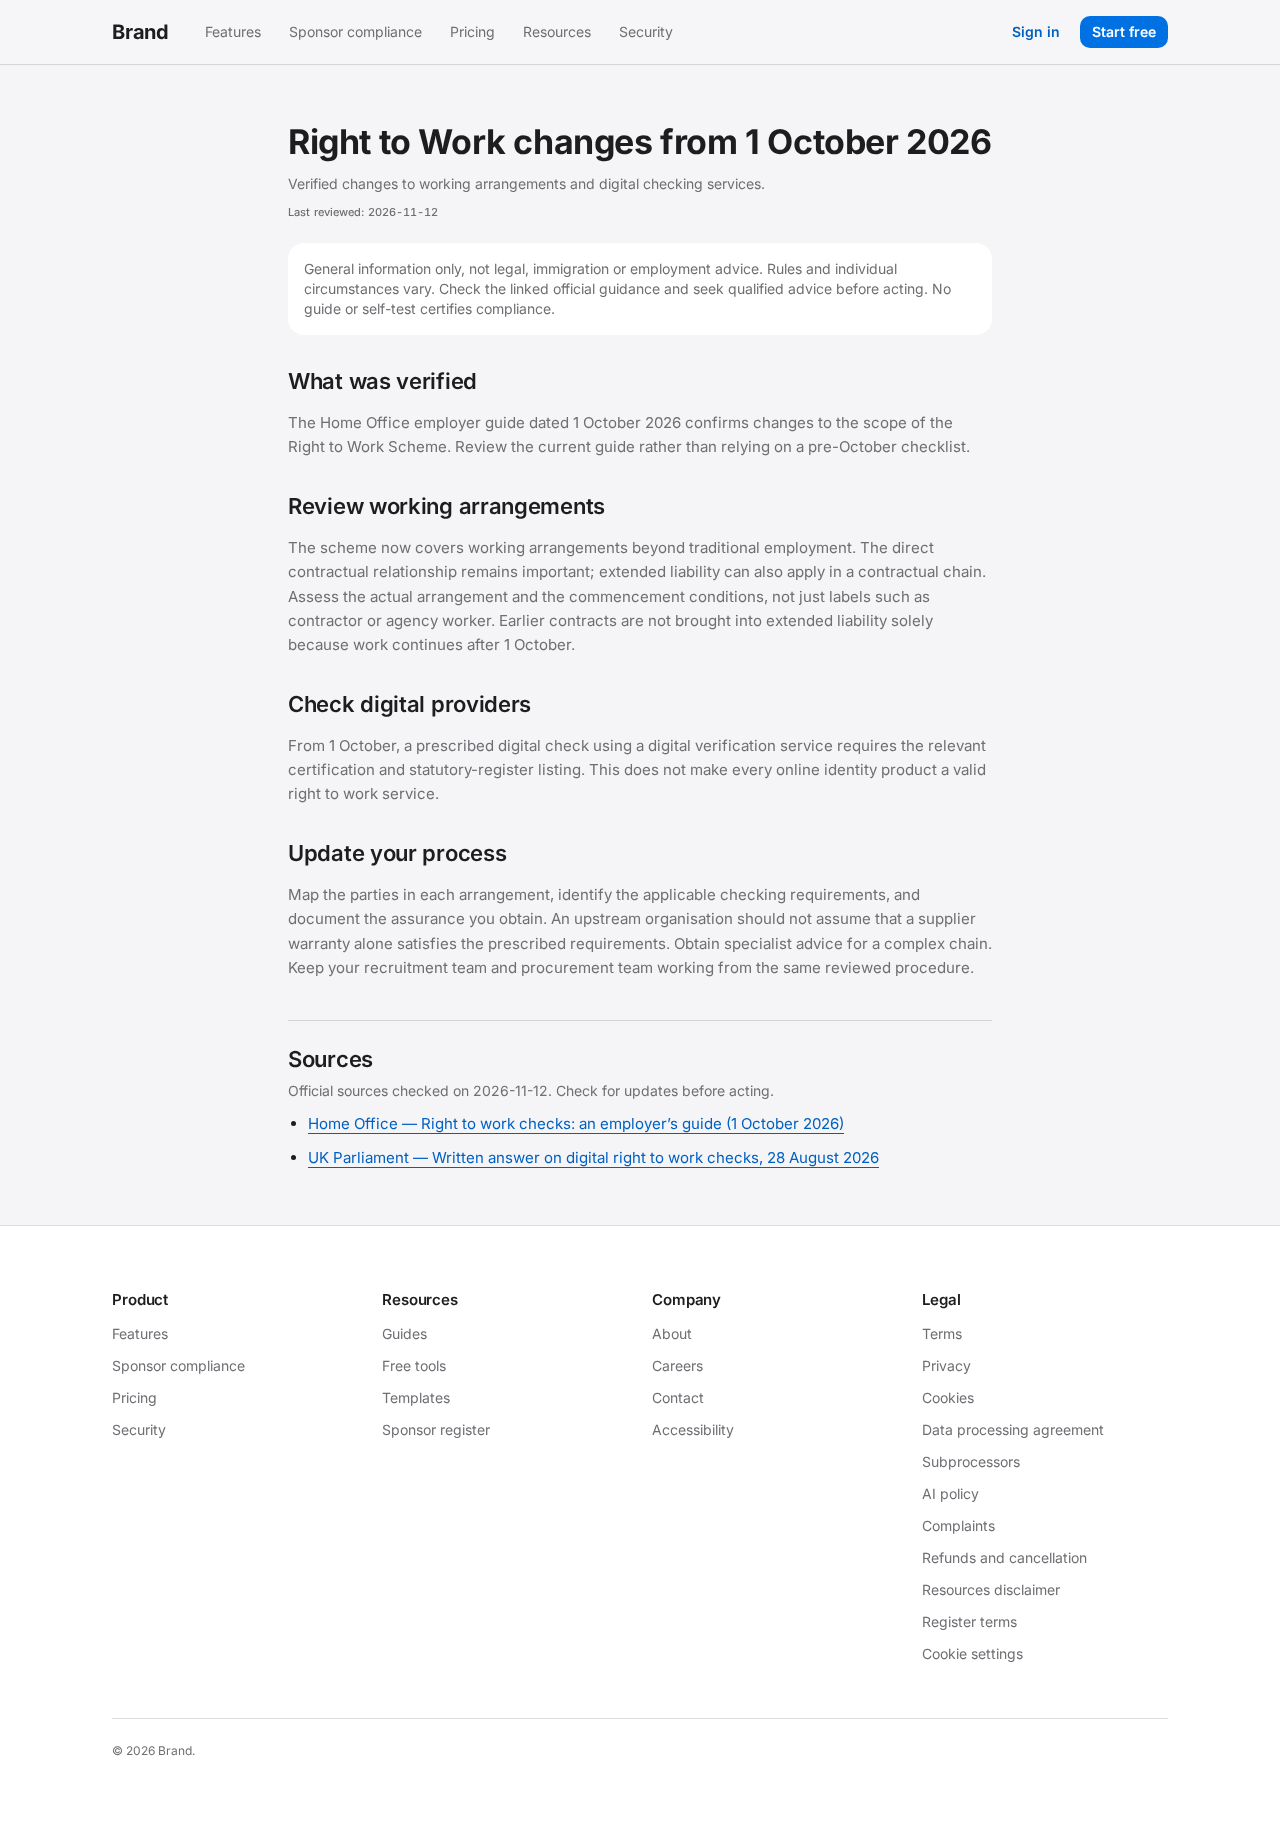 Brand
Features
Sponsor compliance
Pricing
Resources
Security
Sign in
Start free
Right to Work changes from 1 October 2026
Verified changes to working arrangements and digital checking services.
Last reviewed: 2026-11-12
General information only, not legal, immigration or employment advice. Rules and individual
circumstances vary. Check the linked official guidance and seek qualified advice before acting. No
guide or self-test certifies compliance.
What was verified
The Home Office employer guide dated 1 October 2026 confirms changes to the scope of the
Right to Work Scheme. Review the current guide rather than relying on a pre-October checklist.
Review working arrangements
The scheme now covers working arrangements beyond traditional employment. The direct
contractual relationship remains important; extended liability can also apply in a contractual chain.
Assess the actual arrangement and the commencement conditions, not just labels such as
contractor or agency worker. Earlier contracts are not brought into extended liability solely
because work continues after 1 October.
Check digital providers
From 1 October, a prescribed digital check using a digital verification service requires the relevant
certification and statutory-register listing. This does not make every online identity product a valid
right to work service.
Update your process
Map the parties in each arrangement, identify the applicable checking requirements, and
document the assurance you obtain. An upstream organisation should not assume that a supplier
warranty alone satisfies the prescribed requirements. Obtain specialist advice for a complex chain.
Keep your recruitment team and procurement team working from the same reviewed procedure.
Sources
Official sources checked on 2026-11-12. Check for updates before acting.
Home Office — Right to work checks: an employer’s guide (1 October 2026)
UK Parliament — Written answer on digital right to work checks, 28 August 2026
Product
Features
Sponsor compliance
Pricing
Security
Resources
Guides
Free tools
Templates
Sponsor register
Company
About
Careers
Contact
Accessibility
Legal
Terms
Privacy
Cookies
Data processing agreement
Subprocessors
AI policy
Complaints
Refunds and cancellation
Resources disclaimer
Register terms
Cookie settings
© 2026 Brand.